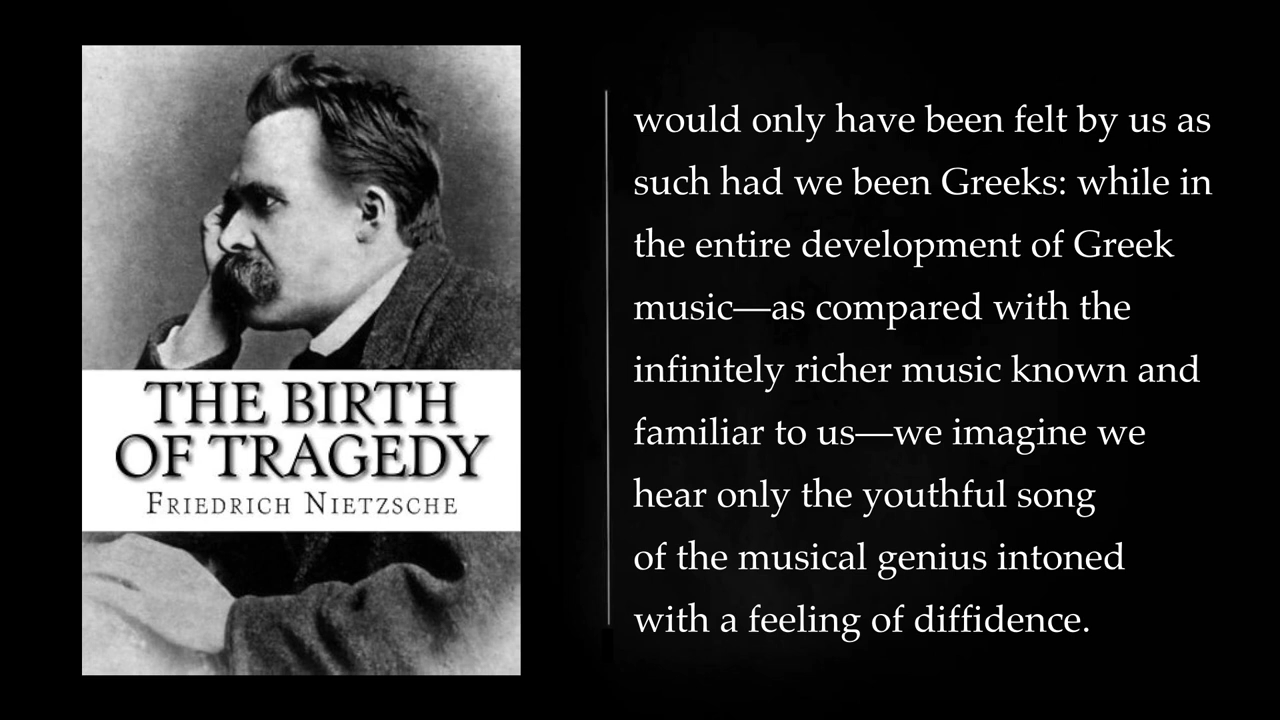 THE BIRTH
OF TRAGEDY
FRIEDRICH NIETZSCHE
would only have been felt by us as
such had we been Greeks: while in
the entire development of Greek
music—as compared with the
infinitely richer music known and
familiar to us—we imagine we
hear only the youthful song
of the musical genius intoned
with a feeling of diffidence.